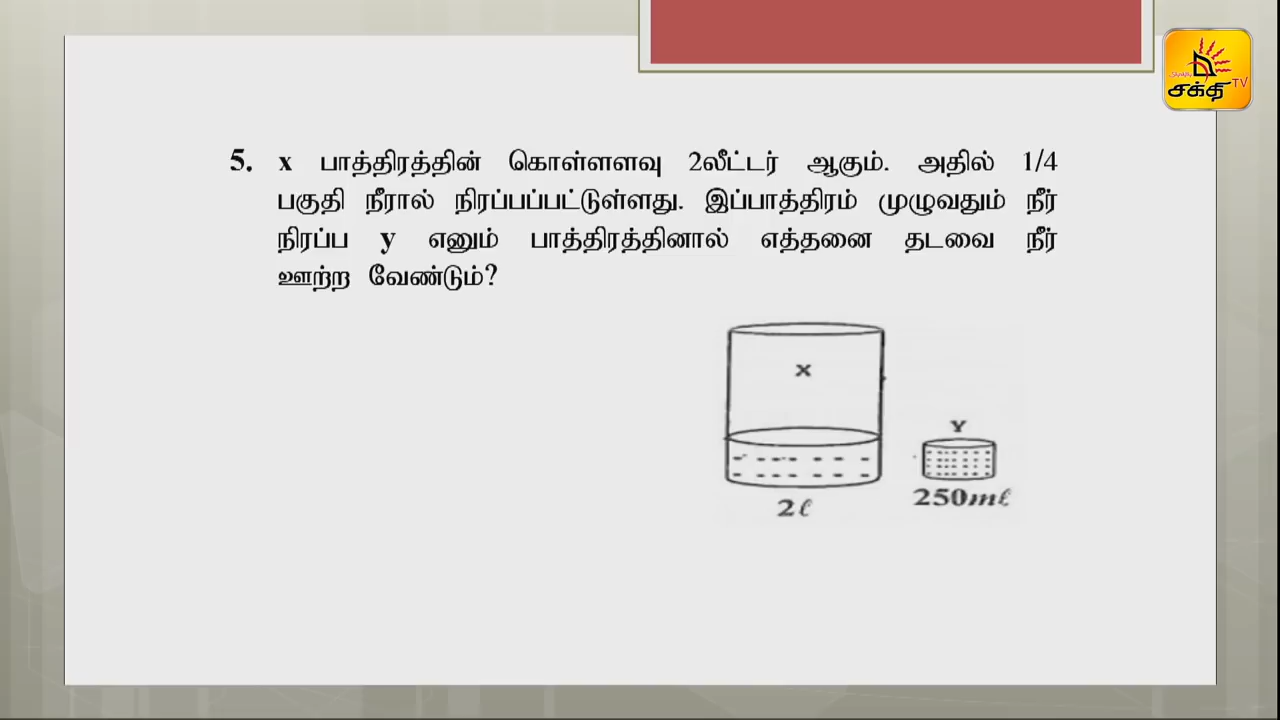 சக்தி TV
5. x பாத்திரத்தின் கொள்ளளவு 2லீட்டர் ஆகும். அதில் 1/4
பகுதி நீரால் நிரப்பப்பட்டுள்ளது. இப்பாத்திரம் முழுவதும் நீர்
நிரப்ப y எனும் பாத்திரத்தினால் எத்தனை தடவை நீர்
ஊற்ற வேண்டும்?
x
Y
2ℓ
250mℓ